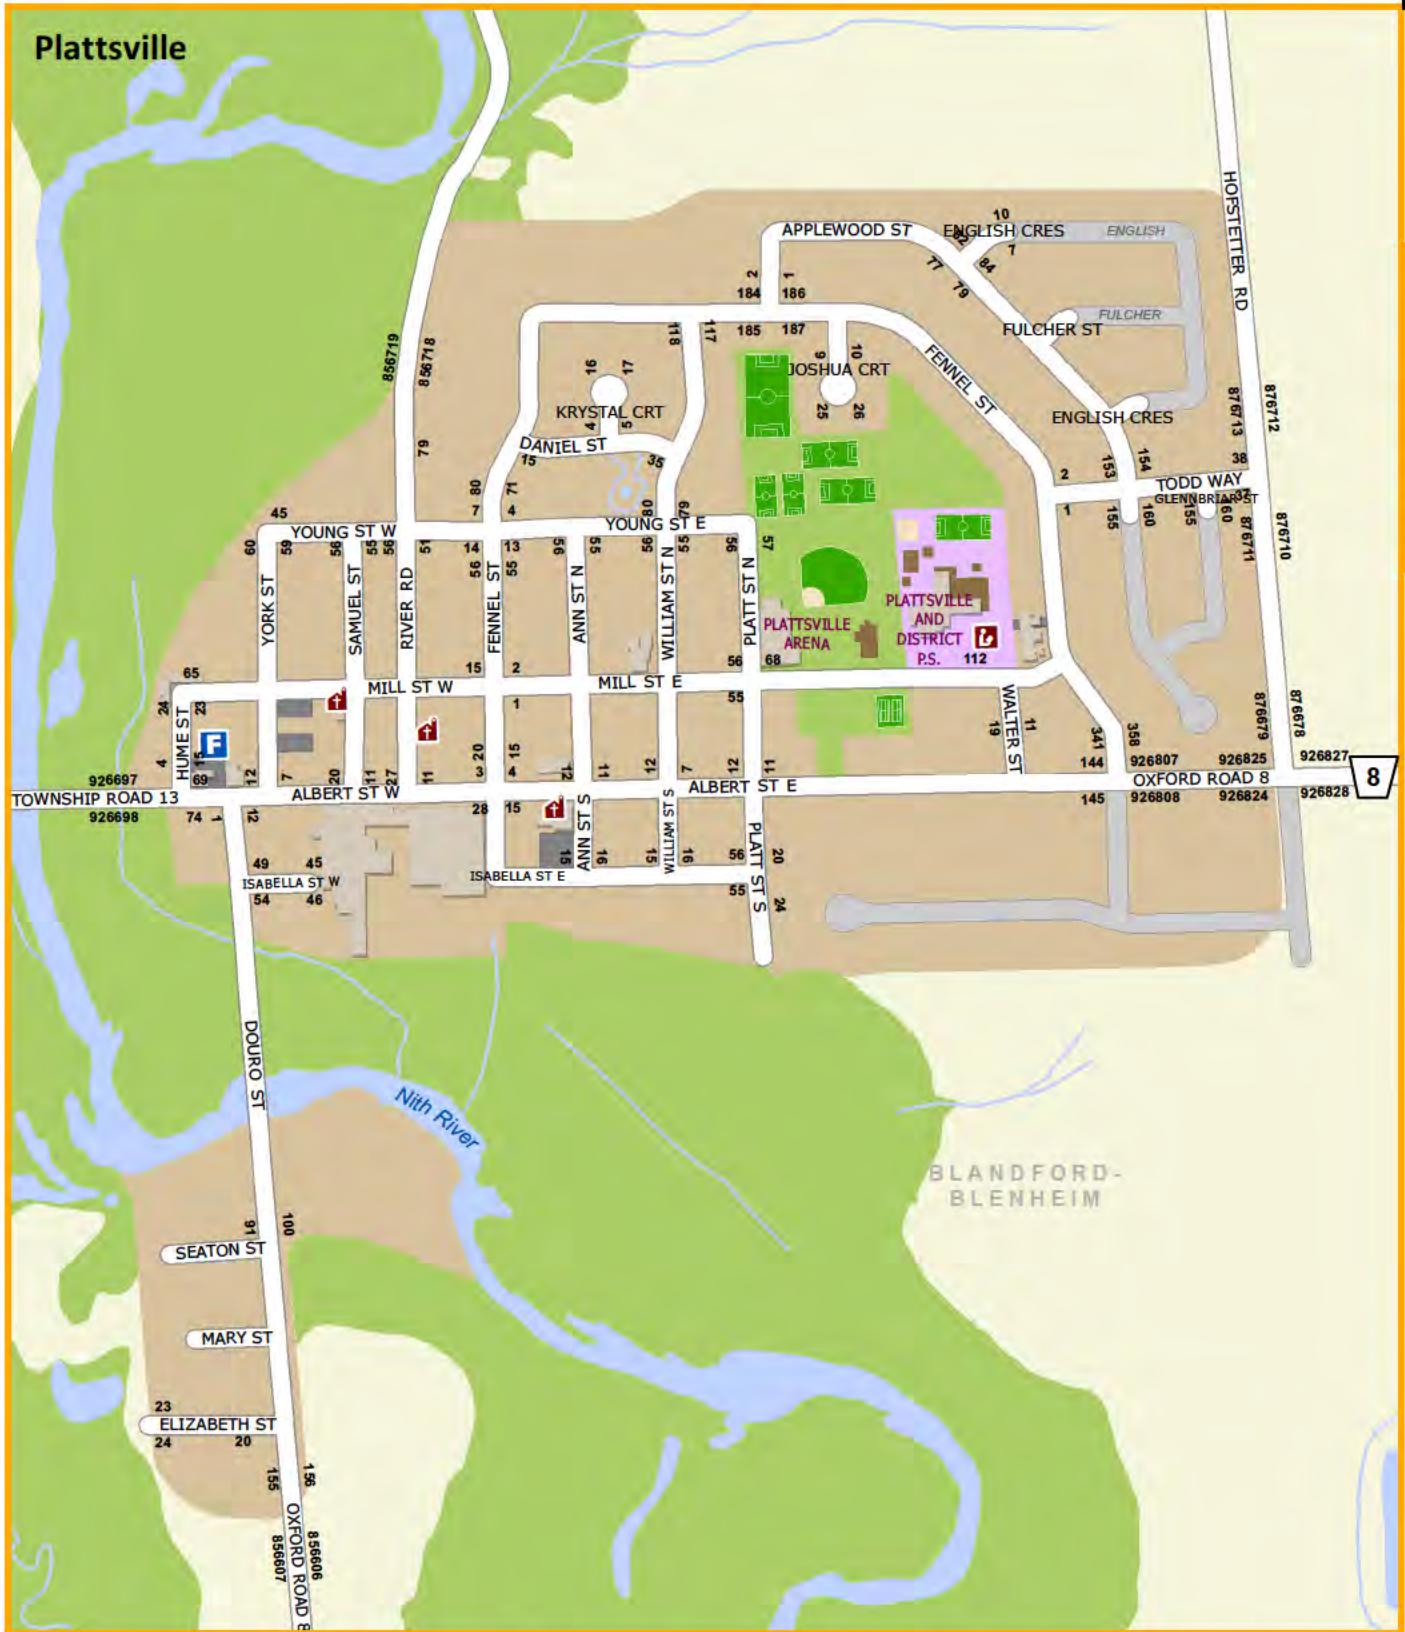 Plattsville
HOFSTETTER RD
10
APPLEWOOD ST
ENGLISH CRES
ENGLISH
82
7
77
84
79
2
1
184
186
FULCHER
118
117
185
187
FULCHER ST
856719
856718
16
17
9
10
JOSHUA CRT
FENNEL ST
KRYSTAL CRT
25
26
4
5
ENGLISH CRES
876713
876712
79
DANIEL ST
15
35
153
154
38
2
TODD WAY
80
71
GLENNBRIAR ST
37
45
7
4
80
79
1
155
160
155
160
YOUNG ST W
YOUNG ST E
876711
876710
60
59
56
55
56
51
14
13
56
55
56
55
56
57
56
55
YORK ST
SAMUEL ST
RIVER RD
FENNEL ST
ANN ST N
WILLIAM ST N
PLATT ST N
PLATTSVILLE
ARENA
PLATTSVILLE
AND
DISTRICT
P.S.
112
65
15
2
56
68
MILL ST W
MILL ST E
24
23
1
55
WALTER ST
HUME ST
F
19
11
341
358
876679
876678
4
15
20
15
926697
69
12
7
20
11
27
11
3
4
12
11
12
7
12
11
144
926807
926825
926827
TOWNSHIP ROAD 13
ALBERT ST W
ALBERT ST E
OXFORD ROAD 8
8
926698
74
1
12
28
15
145
926808
926824
926828
ANN ST S
WILLIAM ST S
PLATT ST S
49
45
15
16
15
16
56
20
ISABELLA ST W
ISABELLA ST E
54
46
55
24
DOURO ST
Nith River
BLANDFORD-
BLENHEIM
91
100
SEATON ST
MARY ST
23
ELIZABETH ST
24
20
155
156
OXFORD ROAD 8
856607
856606